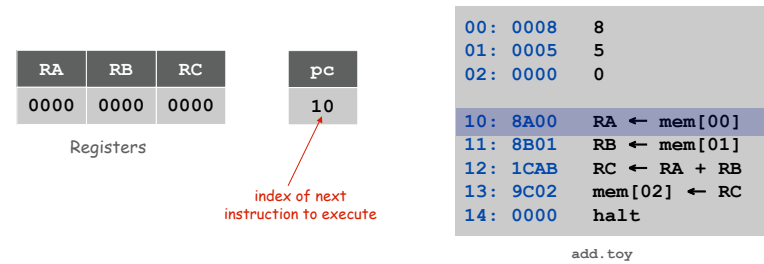 RA RB RC
0000 0000 0000
Registers
pc
10
index of next
instruction to execute
00: 0008 8
01: 0005 5
02: 0000 0
10: 8A00 RA ← mem[00]
11: 8B01 RB ← mem[01]
12: 1CAB RC ← RA + RB
13: 9C02 mem[02] ← RC
14: 0000 halt
add.toy